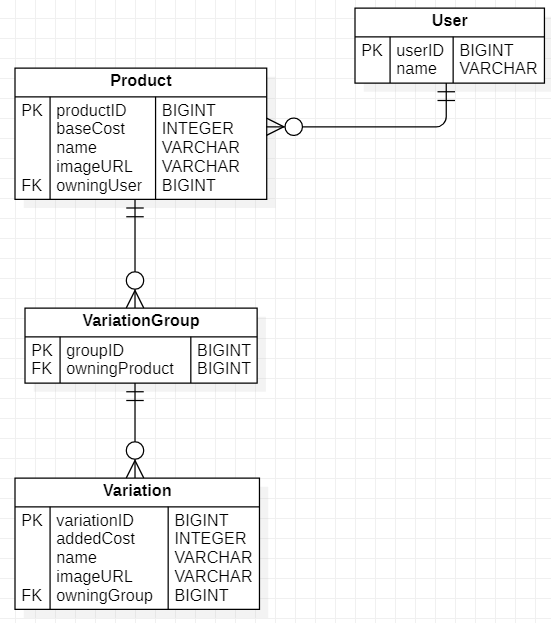 User
PK userID BIGINT
name VARCHAR
Product
PK productID BIGINT
baseCost INTEGER
name VARCHAR
imageURL VARCHAR
FK owningUser BIGINT
VariationGroup
PK groupID BIGINT
FK owningProduct BIGINT
Variation
PK variationID BIGINT
addedCost INTEGER
name VARCHAR
imageURL VARCHAR
FK owningGroup BIGINT